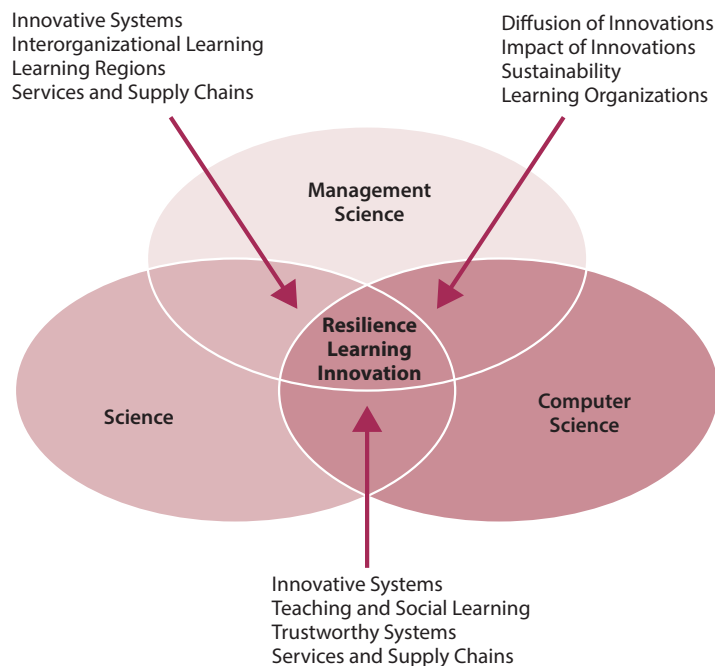 Innovative Systems
Interorganizational Learning
Learning Regions
Services and Supply Chains
Diffusion of Innovations
Impact of Innovations
Sustainability
Learning Organizations
Management
Science
Resilience
Learning
Innovation
Science
Computer
Science
Innovative Systems
Teaching and Social Learning
Trustworthy Systems
Services and Supply Chains